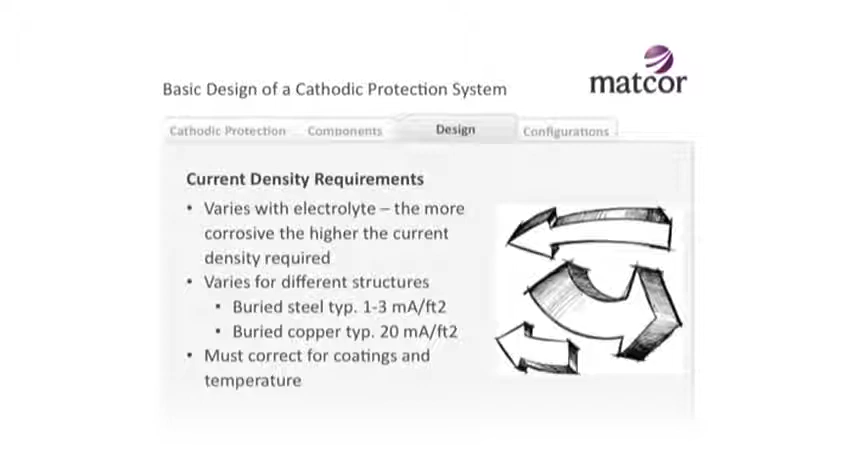 matcor
Basic Design of a Cathodic Protection System
Cathodic Protection Components Design Configurations
Current Density Requirements
• Varies with electrolyte – the more
corrosive the higher the current
density required
• Varies for different structures
• Buried steel typ. 1-3 mA/ft2
• Buried copper typ. 20 mA/ft2
• Must correct for coatings and
temperature